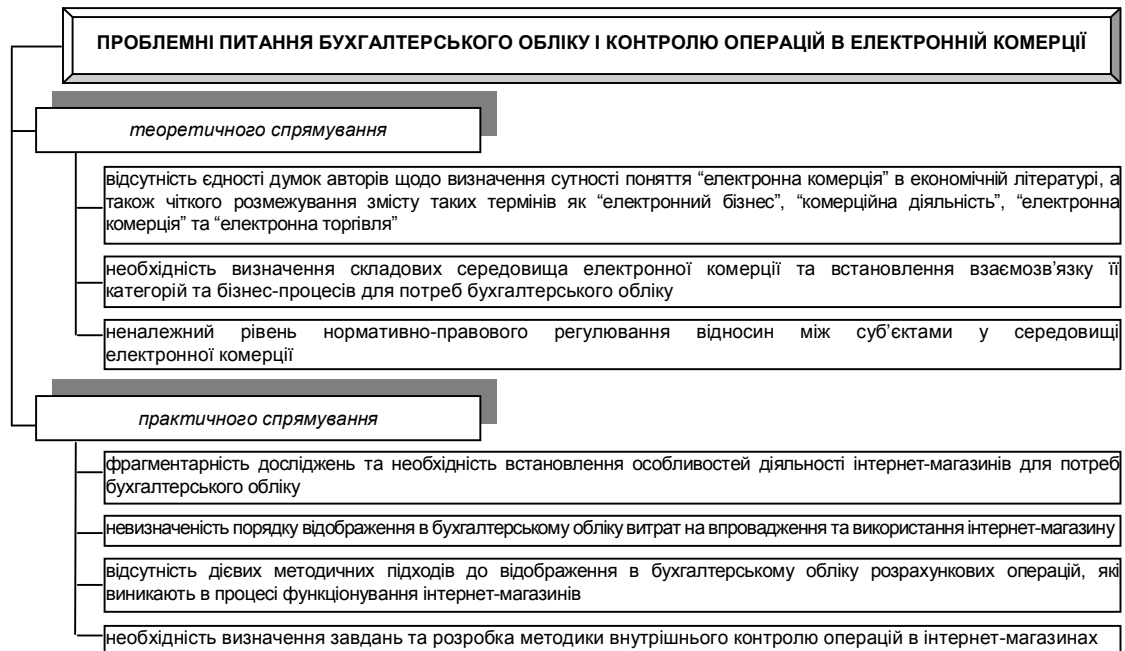 ПРОБЛЕМНІ ПИТАННЯ БУХГАЛТЕРСЬКОГО ОБЛІКУ І КОНТРОЛЮ ОПЕРАЦІЙ В ЕЛЕКТРОННІЙ КОМЕРЦІЇ
теоретичного спрямування
відсутність єдності думок авторів щодо визначення сутності поняття “електронна комерція” в економічній літературі, а
також чіткого розмежування змісту таких термінів як “електронний бізнес”, “комерційна діяльність”, “електронна
комерція” та “електронна торгівля”
необхідність визначення складових середовища електронної комерції та встановлення взаємозв’язку її
категорій та бізнес-процесів для потреб бухгалтерського обліку
неналежний рівень нормативно-правового регулювання відносин між суб’єктами у середовищі
електронної комерції
практичного спрямування
фрагментарність досліджень та необхідність встановлення особливостей діяльності інтернет-магазинів для потреб
бухгалтерського обліку
невизначеність порядку відображення в бухгалтерському обліку витрат на впровадження та використання інтернет-магазину
відсутність дієвих методичних підходів до відображення в бухгалтерському обліку розрахункових операцій, які
виникають в процесі функціонування інтернет-магазинів
необхідність визначення завдань та розробка методики внутрішнього контролю операцій в інтернет-магазинах